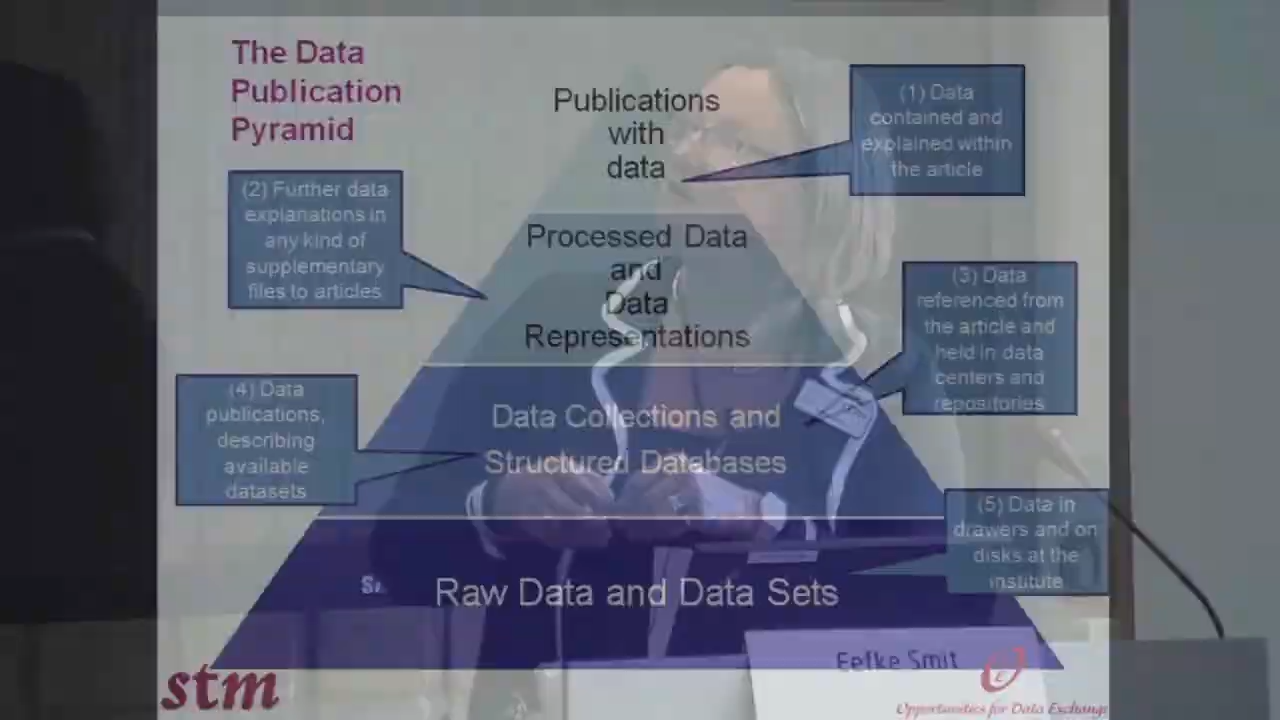 The Data
Publication
Pyramid
Publications
with
data
(1) Data
contained and
explained within
the article
(2) Further data
explanations in
any kind of
supplementary
files to articles
Processed Data
and
Data
Representations
(3) Data
referenced from
the article and
held in data
centers and
repositories
(4) Data
publications,
describing
available
datasets
Data Collections and
Structured Databases
(5) Data in
drawers and on
disks at the
institute
Raw Data and Data Sets
Eefke Smit
stm
Opportunities for Data Exchange